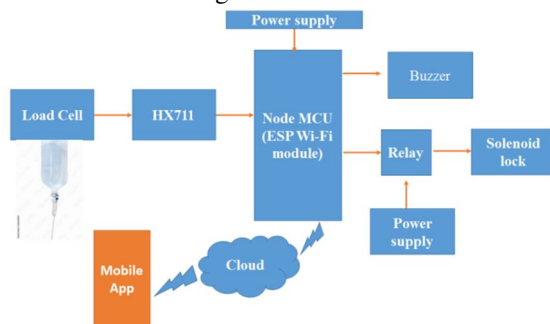 Power supply
Buzzer
Load Cell
HX711
Node MCU
(ESP Wi-Fi
module)
Relay
Solenoid
lock
Power
supply
Cloud
Mobile
App